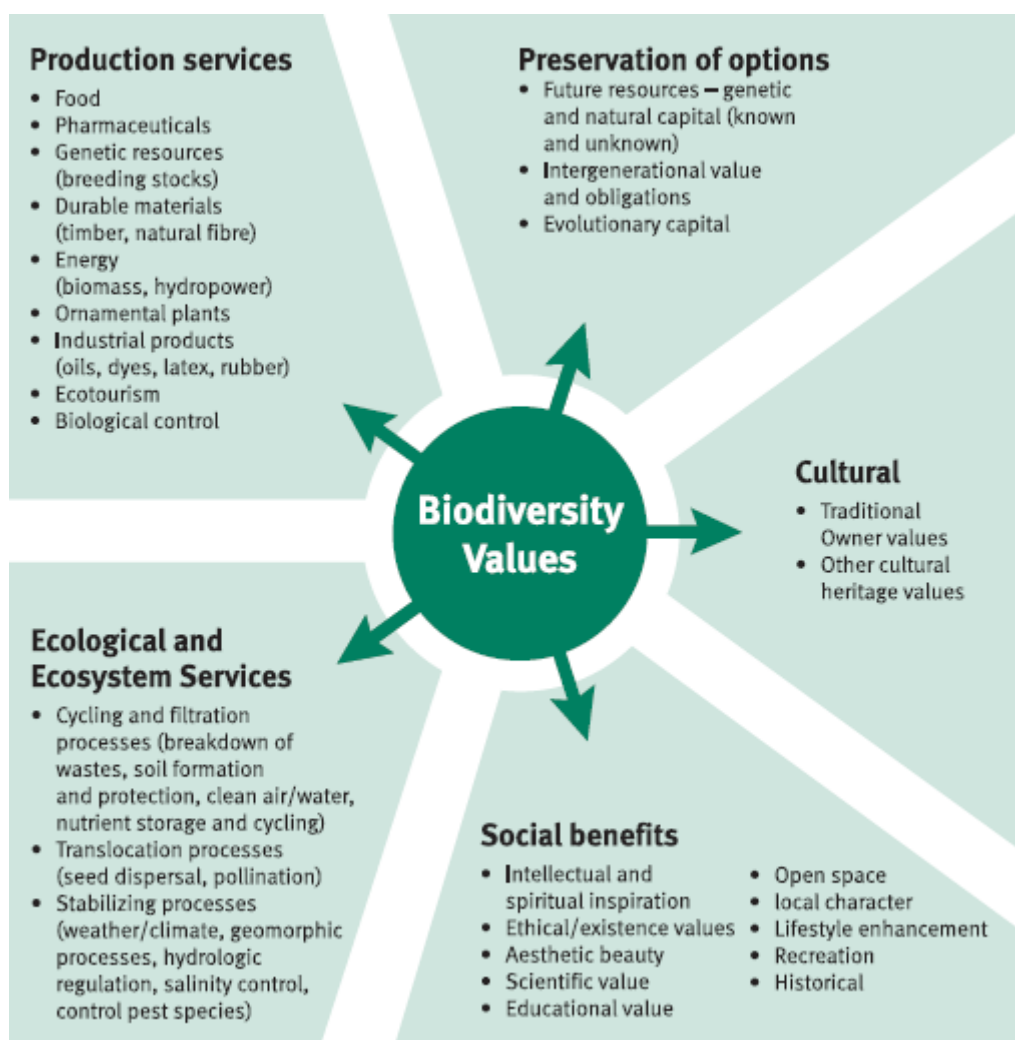 Production services
• Food
• Pharmaceuticals
• Genetic resources
(breeding stocks)
• Durable materials
(timber, natural fibre)
• Energy
(biomass, hydropower)
• Ornamental plants
• Industrial products
(oils, dyes, latex, rubber)
• Ecotourism
• Biological control
Preservation of options
• Future resources – genetic
and natural capital (known
and unknown)
• Intergenerational value
and obligations
• Evolutionary capital
Biodiversity
Values
Cultural
• Traditional
Owner values
• Other cultural
heritage values
Ecological and
Ecosystem Services
• Cycling and filtration
processes (breakdown of
wastes, soil formation
and protection, clean air/water,
nutrient storage and cycling)
• Translocation processes
(seed dispersal, pollination)
• Stabilizing processes
(weather/climate, geomorphic
processes, hydrologic
regulation, salinity control,
control pest species)
Social benefits
• Intellectual and
spiritual inspiration
• Ethical/existence values
• Aesthetic beauty
• Scientific value
• Educational value
• Open space
• local character
• Lifestyle enhancement
• Recreation
• Historical